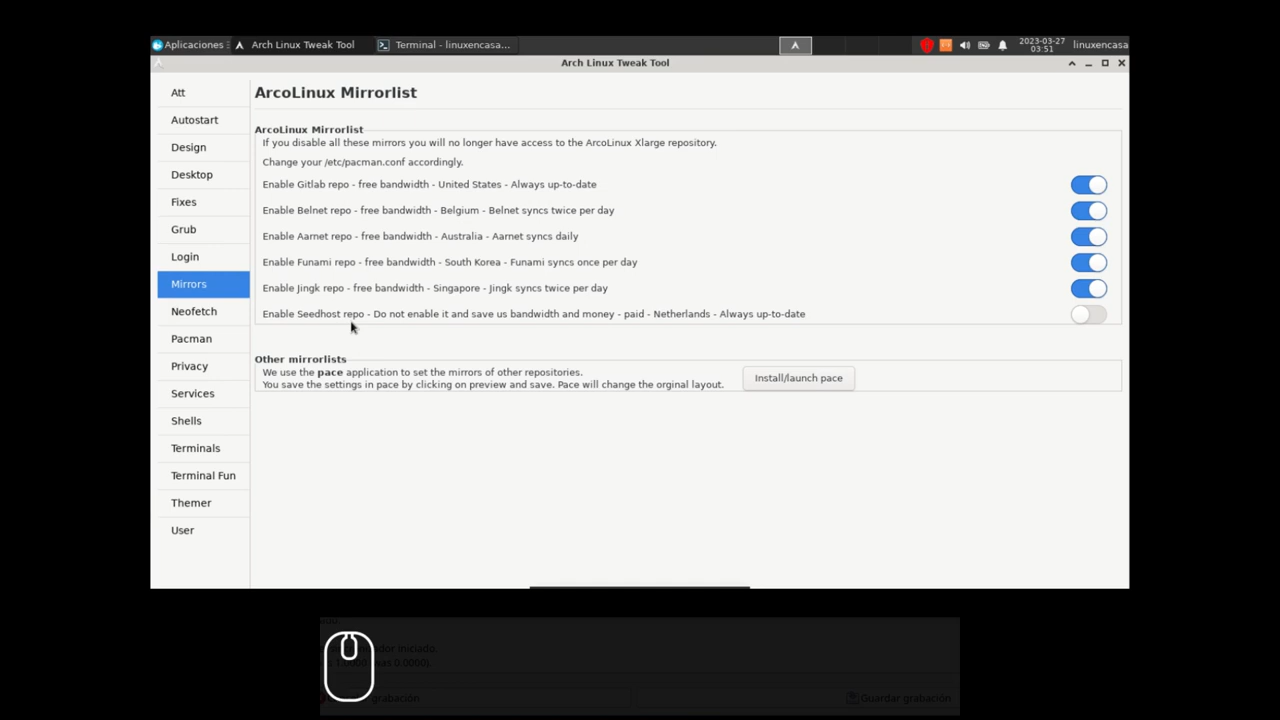 Aplicaciones
Arch Linux Tweak Tool
Terminal - linuxencasa...
2023-03-27
03:51
linuxencasa
Arch Linux Tweak Tool
Att
Autostart
Design
Desktop
Fixes
Grub
Login
Mirrors
Neofetch
Pacman
Privacy
Services
Shells
Terminals
Terminal Fun
Themer
User
ArcoLinux Mirrorlist
ArcoLinux Mirrorlist
If you disable all these mirrors you will no longer have access to the ArcoLinux Xlarge repository.
Change your /etc/pacman.conf accordingly.
Enable Gitlab repo - free bandwidth - United States - Always up-to-date
Enable Belnet repo - free bandwidth - Belgium - Belnet syncs twice per day
Enable Aarnet repo - free bandwidth - Australia - Aarnet syncs daily
Enable Funami repo - free bandwidth - South Korea - Funami syncs once per day
Enable Jingk repo - free bandwidth - Singapore - Jingk syncs twice per day
Enable Seedhost repo - Do not enable it and save us bandwidth and money - paid - Netherlands - Always up-to-date
Other mirrorlists
We use the pace application to set the mirrors of other repositories.
You save the settings in pace by clicking on preview and save. Pace will change the orginal layout.
Install/launch pace
Iniciado.
0.0000)
grabación
Guardar grabación